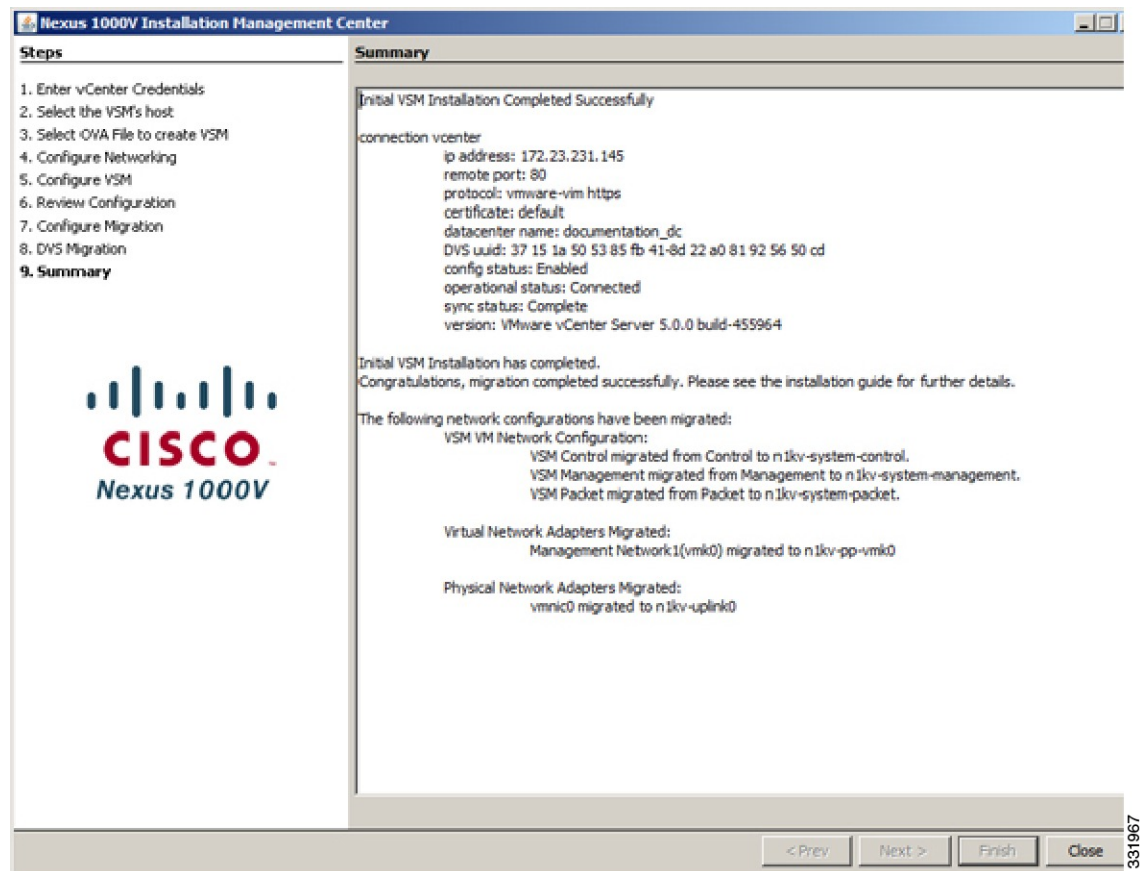 Nexus 1000V Installation Management Center
Steps
1. Enter vCenter Credentials
2. Select the VSM's host
3. Select OVA File to create VSM
4. Configure Networking
5. Configure VSM
6. Review Configuration
7. Configure Migration
8. DVS Migration
9. Summary
CISCO
Nexus 1000V
Summary
Initial VSM Installation Completed Successfully
connection vcenter
ip address: 172.23.231.145
remote port: 80
protocol: vmware-vim https
certificate: default
datacenter name: documentation_dc
DVS uuid: 37 15 1a 50 53 85 fb 41-8d 22 a0 81 92 56 50 cd
config status: Enabled
operational status: Connected
sync status: Complete
version: VMware vCenter Server 5.0.0 build-455964
Initial VSM Installation has completed.
Congratulations, migration completed successfully. Please see the installation guide for further details.
The following network configurations have been migrated:
VSM VM Network Configuration:
VSM Control migrated from Control to n1kv-system-control.
VSM Management migrated from Management to n1kv-system-management.
VSM Packet migrated from Packet to n1kv-system-packet.
Virtual Network Adapters Migrated:
Management Network1(vmk0) migrated to n1kv-pp-vmk0
Physical Network Adapters Migrated:
vmnic0 migrated to n1kv-uplink0
< Prev
Next >
Finish
Close
331967